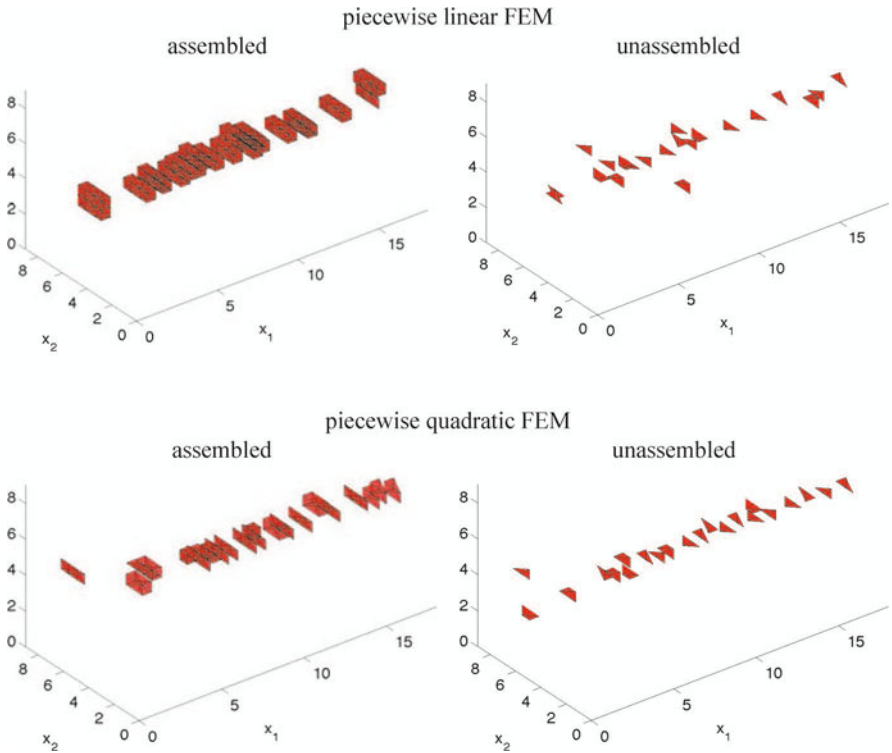 piecewise linear FEM
assembled unassembled
8 8
6 6
4 4
2 2
0 0
8 8
6 6
4 4
2 2
0 0
0 5 10 15 0 5 10 15
x₂ x₁ x₂ x₁
piecewise quadratic FEM
assembled unassembled
8 8
6 6
4 4
2 2
0 0
8 8
6 6
4 4
2 2
0 0
0 5 10 15 0 5 10 15
x₂ x₁ x₂ x₁